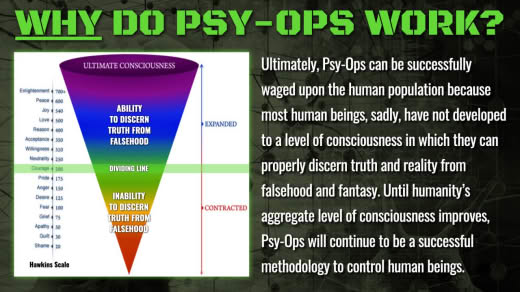 WHY DO PSY-OPS WORK?
ULTIMATE CONSCIOUSNESS
Enlightenment 700+
Peace 600
Joy 540
Love 500
Reason 400
Acceptance 350
Willingness 310
Neutrality 250
Courage 200
Pride 175
Anger 150
Desire 125
Fear 100
Grief 75
Apathy 50
Guilt 30
Shame 20
ABILITY
TO DISCERN
TRUTH FROM
FALSEHOOD
EXPANDED
DIVIDING LINE
INABILITY
TO DISCERN
TRUTH FROM
FALSEHOOD
CONTRACTED
Hawkins Scale
Ultimately, Psy-Ops can be successfully
waged upon the human population because
most human beings, sadly, have not developed
to a level of consciousness in which they can
properly discern truth and reality from
falsehood and fantasy. Until humanity’s
aggregate level of consciousness improves,
Psy-Ops will continue to be a successful
methodology to control human beings.